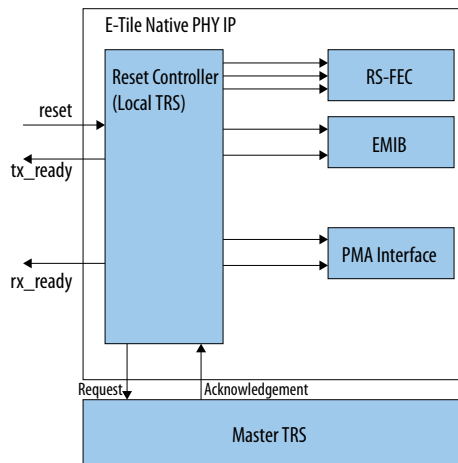 E-Tile Native PHY IP
Reset Controller
(Local TRS)
RS-FEC
EMIB
PMA Interface
reset
tx_ready
rx_ready
Request
Acknowledgement
Master TRS